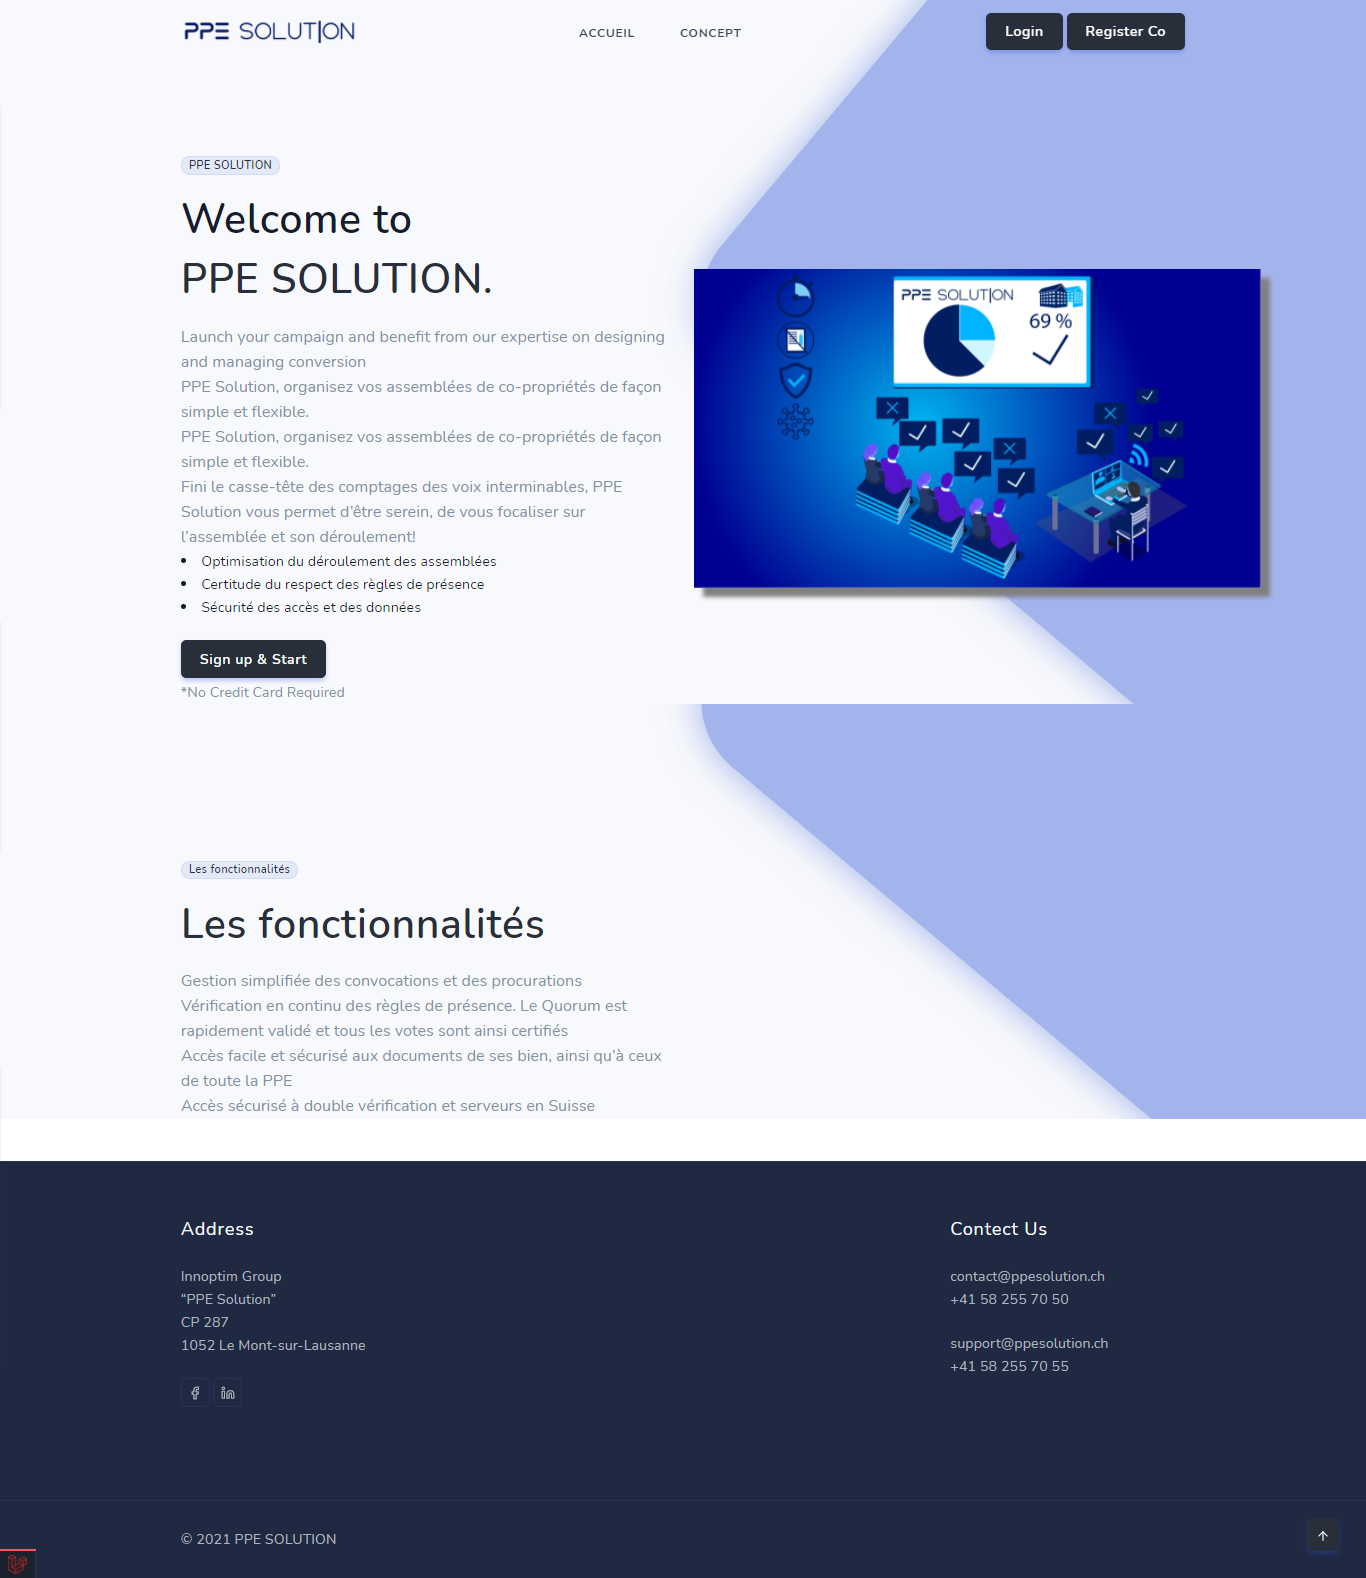 PPE SOLUTION
ACCUEIL
CONCEPT
Login
Register Co
PPE SOLUTION
Welcome to
PPE SOLUTION.
Launch your campaign and benefit from our expertise on designing
and managing conversion
PPE Solution, organisez vos assemblées de co-propriétés de façon
simple et flexible.
PPE Solution, organisez vos assemblées de co-propriétés de façon
simple et flexible.
Fini le casse-tête des comptages des voix interminables, PPE
Solution vous permet d’être serein, de vous focaliser sur
l’assemblée et son déroulement!
• Optimisation du déroulement des assemblées
• Certitude du respect des règles de présence
• Sécurité des accès et des données
Sign up & Start
*No Credit Card Required
PPE SOLUTION
69 %
Les fonctionnalités
Les fonctionnalités
Gestion simplifiée des convocations et des procurations
Vérification en continu des règles de présence. Le Quorum est
rapidement validé et tous les votes sont ainsi certifiés
Accès facile et sécurisé aux documents de ses bien, ainsi qu’à ceux
de toute la PPE
Accès sécurisé à double vérification et serveurs en Suisse
Address
Innoptim Group
“PPE Solution”
CP 287
1052 Le Mont-sur-Lausanne
Contect Us
contact@ppesolution.ch
+41 58 255 70 50
support@ppesolution.ch
+41 58 255 70 55
© 2021 PPE SOLUTION